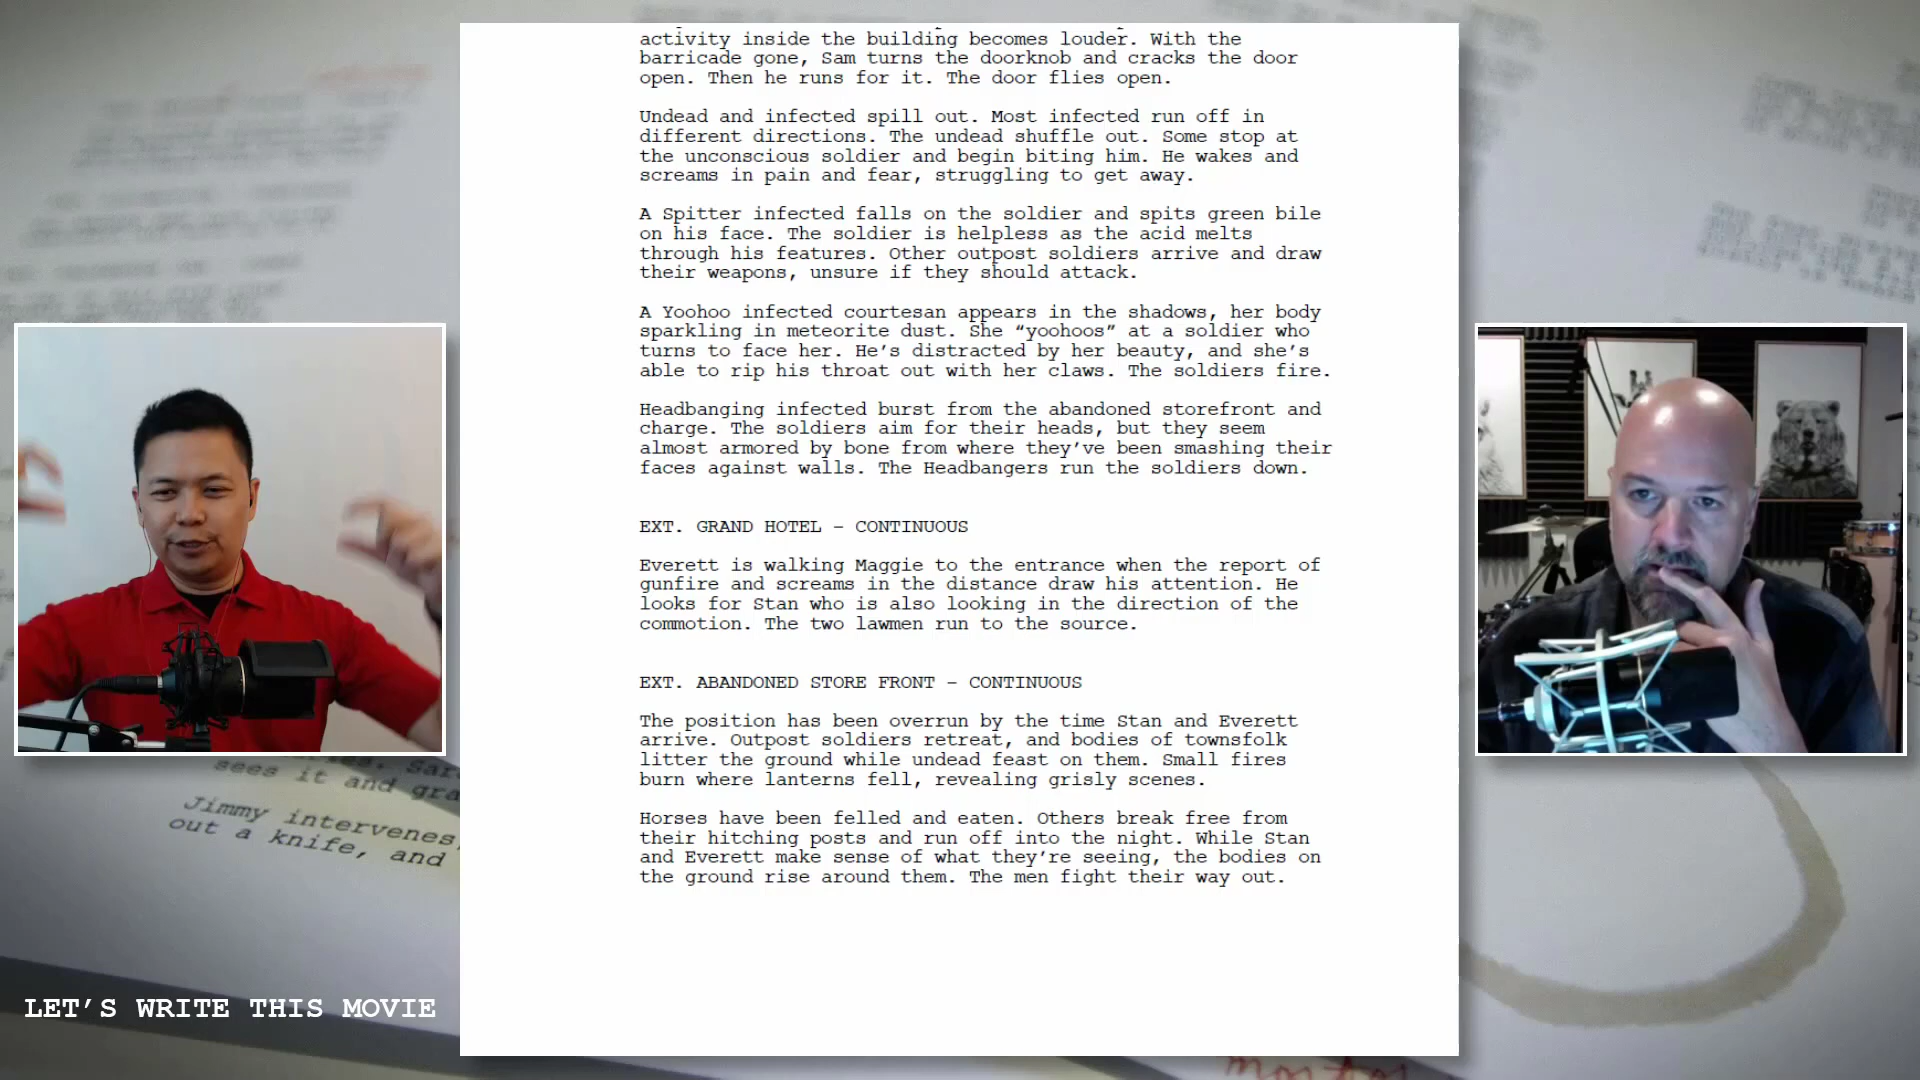 activity inside the building becomes louder. With the
barricade gone, Sam turns the doorknob and cracks the door
open. Then he runs for it. The door flies open.
Undead and infected spill out. Most infected run off in
different directions. The undead shuffle out. Some stop at
the unconscious soldier and begin biting him. He wakes and
screams in pain and fear, struggling to get away.
A Spitter infected falls on the soldier and spits green bile
on his face. The soldier is helpless as the acid melts
through his features. Other outpost soldiers arrive and draw
their weapons, unsure if they should attack.
A Yoohoo infected courtesan appears in the shadows, her body
sparkling in meteorite dust. She “yoohoos” at a soldier who
turns to face her. He’s distracted by her beauty, and she’s
able to rip his throat out with her claws. The soldiers fire.
Headbanging infected burst from the abandoned storefront and
charge. The soldiers aim for their heads, but they seem
almost armored by bone from where they’ve been smashing their
faces against walls. The Headbangers run the soldiers down.
EXT. GRAND HOTEL – CONTINUOUS
Everett is walking Maggie to the entrance when the report of
gunfire and screams in the distance draw his attention. He
looks for Stan who is also looking in the direction of the
commotion. The two lawmen run to the source.
EXT. ABANDONED STORE FRONT – CONTINUOUS
The position has been overrun by the time Stan and Everett
arrive. Outpost soldiers retreat, and bodies of townsfolk
litter the ground while undead feast on them. Small fires
burn where lanterns fell, revealing grisly scenes.
Horses have been felled and eaten. Others break free from
their hitching posts and run off into the night. While Stan
and Everett make sense of what they’re seeing, the bodies on
the ground rise around them. The men fight their way out.
sees it and gra
Jimmy intervenes
out a knife, and
LET’S WRITE THIS MOVIE